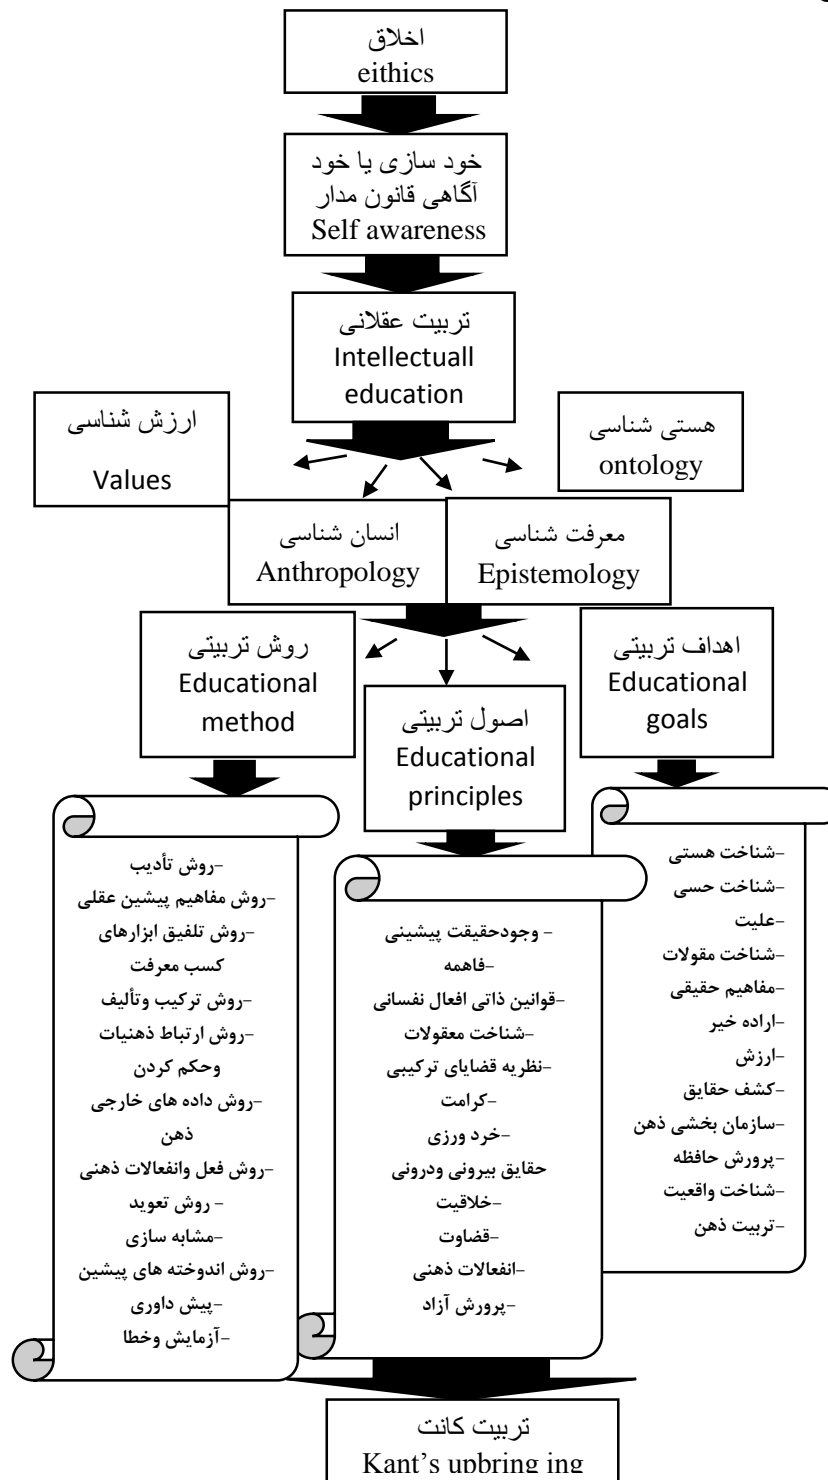 اخلاق
eithics
خود سازی یا خود
آگاهی قانون مدار
Self awareness
تربیت عقلانی
Intellectuall
education
هستی شناسی
ontology
ارزش شناسی
Values
معرفت شناسی
Epistemology
انسان شناسی
Anthropology
اهداف تربیتی
Educational
goals
اصول تربیتی
Educational
principles
روش تربیتی
Educational
method
-شناخت هستی
-شناخت حسی
-علیت
-شناخت مقولات
-مفاهیم حقیقی
-اراده خیر
-ارزش
-کشف حقایق
-سازمان بخشی ذهن
-پرورش حافظه
-شناخت واقعیت
-تربیت ذهن
- وجودحقیقت پیشینی
-فاهمه
-قوانین ذاتی افعال نفسانی
-شناخت معقولات
-نظریه قضایای ترکیبی
-کرامت
-خرد ورزی
حقایق بیرونی ودرونی
-خلاقیت
-قضاوت
-انفعالات ذهنی
-پرورش آزاد
-روش تأدیب
-روش مفاهیم پیشین عقلی
-روش تلفیق ابزارهای
کسب معرفت
-روش ترکیب وتألیف
-روش ارتباط ذهنیات
وحکم کردن
-روش داده های خارجی
ذهن
-روش فعل وانفعالات ذهنی
- روش تعوید
-مشابه سازی
-روش اندوخته های پیشین
-پیش داوری
-آزمایش وخطا
تربیت کانت
Kant's upbring ing